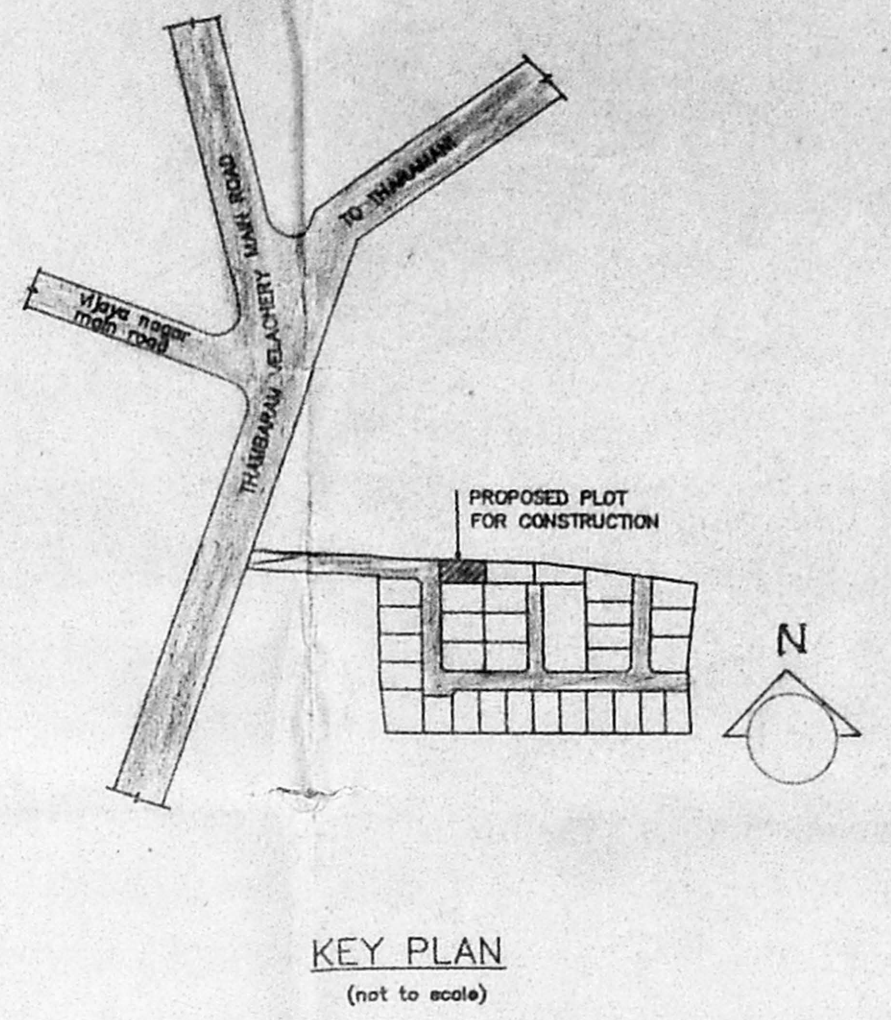 THAMBARAM VELACHERY MAIN ROAD
TO THARAMANI
vijaya nagar
main road
PROPOSED PLOT
FOR CONSTRUCTION
N
KEY PLAN
(not to scale)